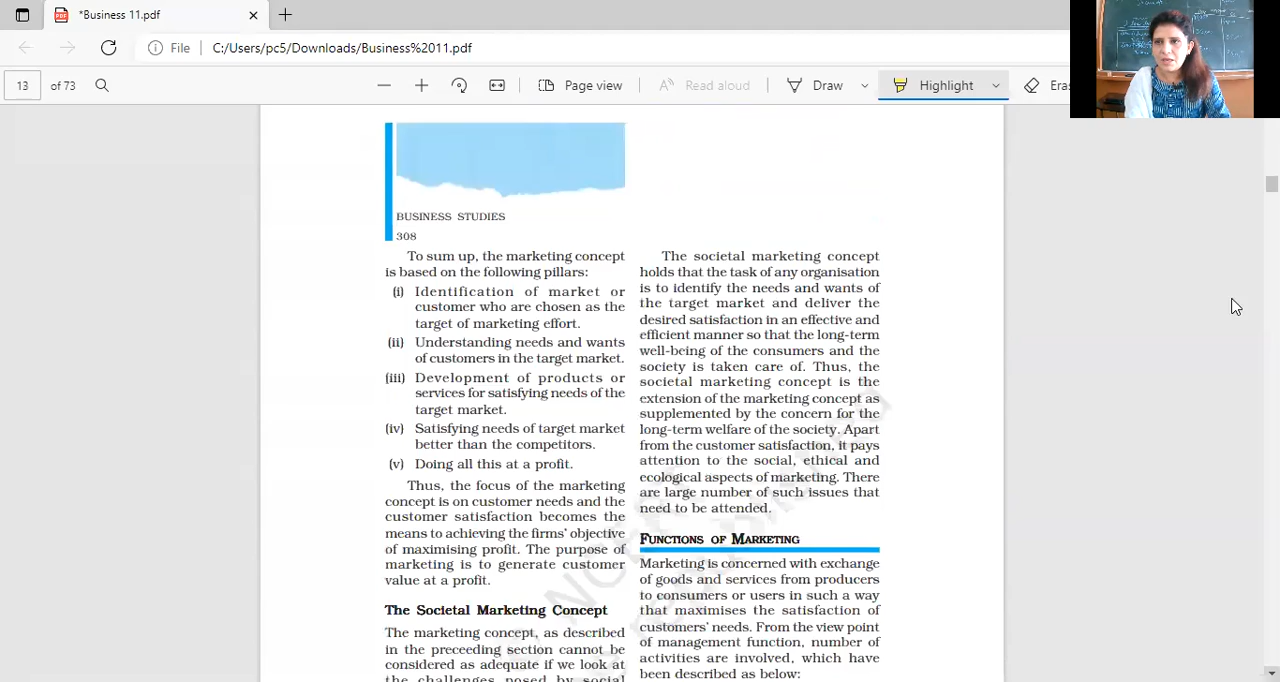 *Business 11.pdf
File
C:/Users/pc5/Downloads/Business%2011.pdf
13 of 73
Page view
Read aloud
Draw
Highlight
Eras
BUSINESS STUDIES
308
To sum up, the marketing concept
is based on the following pillars:
(i) Identification of market or
customer who are chosen as the
target of marketing effort.
(ii) Understanding needs and wants
of customers in the target market.
(iii) Development of products or
services for satisfying needs of the
target market.
(iv) Satisfying needs of target market
better than the competitors.
(v) Doing all this at a profit.
Thus, the focus of the marketing
concept is on customer needs and the
customer satisfaction becomes the
means to achieving the firms' objective
of maximising profit. The purpose of
marketing is to generate customer
value at a profit.
The Societal Marketing Concept
The marketing concept, as described
in the preceding section cannot be
considered as adequate if we look at
the challenges posed by social
The societal marketing concept
holds that the task of any organisation
is to identify the needs and wants of
the target market and deliver the
desired satisfaction in an effective and
efficient manner so that the long-term
well-being of the consumers and the
society is taken care of. Thus, the
societal marketing concept is the
extension of the marketing concept as
supplemented by the concern for the
long-term welfare of the society. Apart
from the customer satisfaction, it pays
attention to the social, ethical and
ecological aspects of marketing. There
are large number of such issues that
need to be attended.
FUNCTIONS OF MARKETING
Marketing is concerned with exchange
of goods and services from producers
to consumers or users in such a way
that maximises the satisfaction of
customers' needs. From the view point
of management function, number of
activities are involved, which have
been described as below: